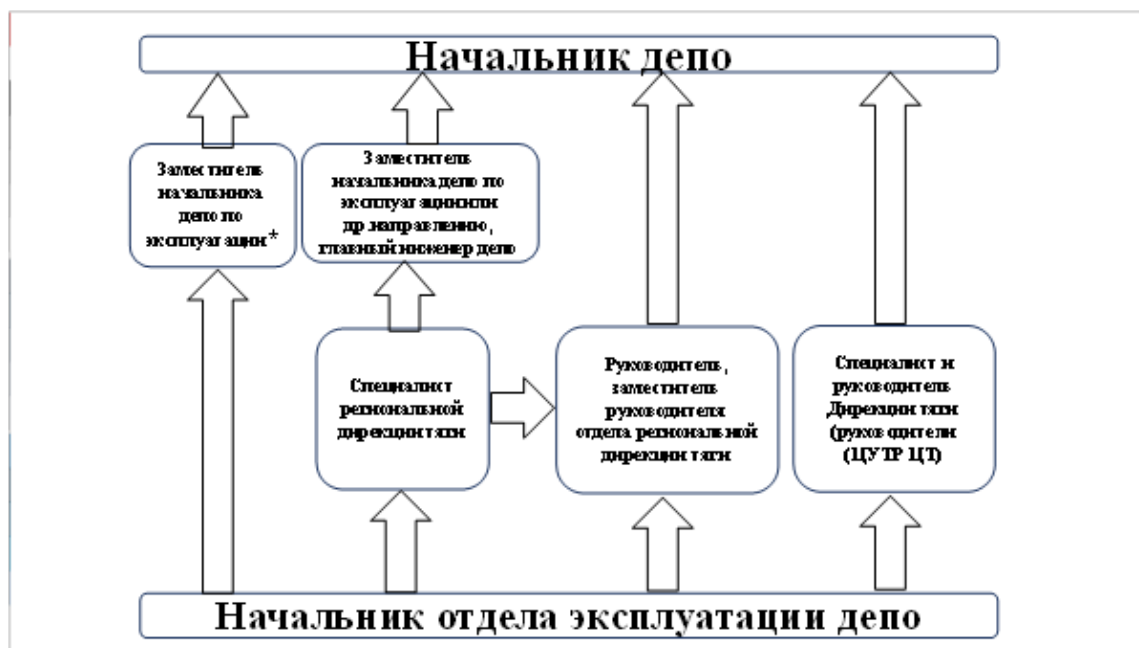 Начальник депо
Заместитель
начальника
депо по
эксплуатации*
Заместитель
начальника депо по
эксплуатации или
др.направлению,
главный инженер депо
Специалист
региональной
дирекции тяги
Руководитель,
заместитель
руководителя
отдела региональной
дирекции тяги
Специалист и
руководитель
Дирекции тяги
(руководители
(ЦУТР ЦТ)
Начальник отдела эксплуатации депо